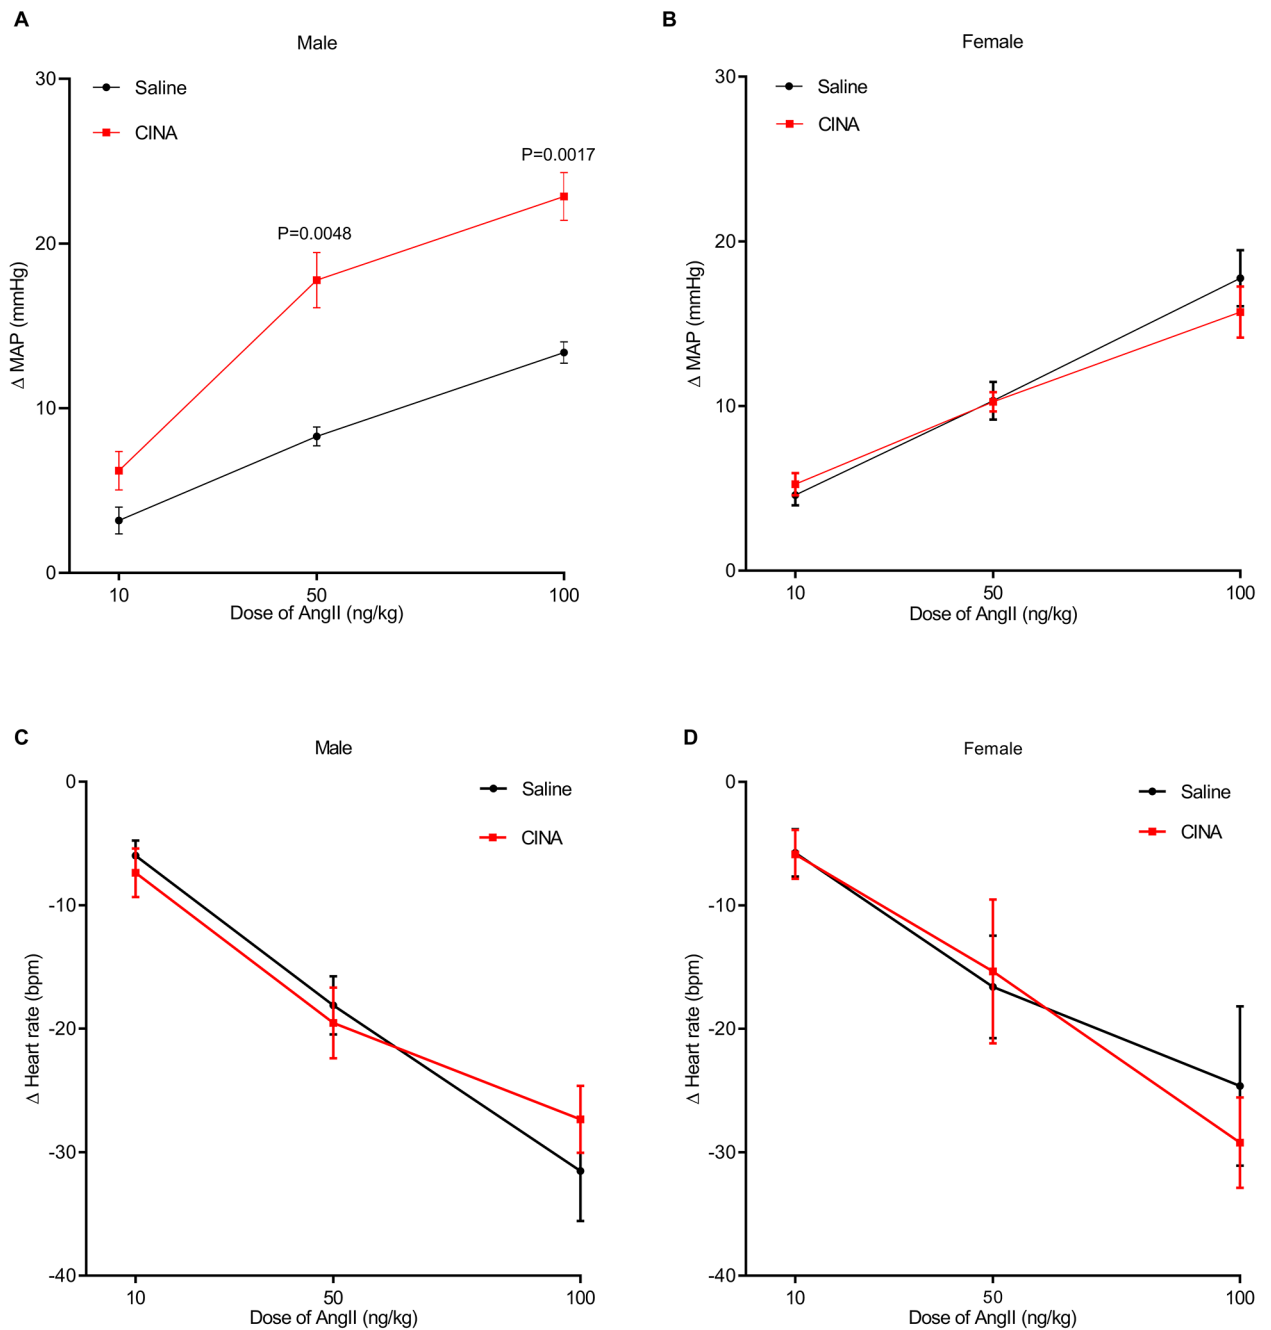 A
Male
30
Saline
CINA
P=0.0017
P=0.0048
20
10
0
Δ MAP (mmHg)
10 50 100
Dose of AngII (ng/kg)
B
Female
30
Saline
CINA
20
10
0
Δ MAP (mmHg)
10 50 100
Dose of AngII (ng/kg)
C
Male
0
Saline
CINA
-10
-20
-30
-40
Δ Heart rate (bpm)
10 50 100
Dose of AngII (ng/kg)
D
Female
0
Saline
CINA
-10
-20
-30
-40
Δ Heart rate (bpm)
10 50 100
Dose of AngII (ng/kg)